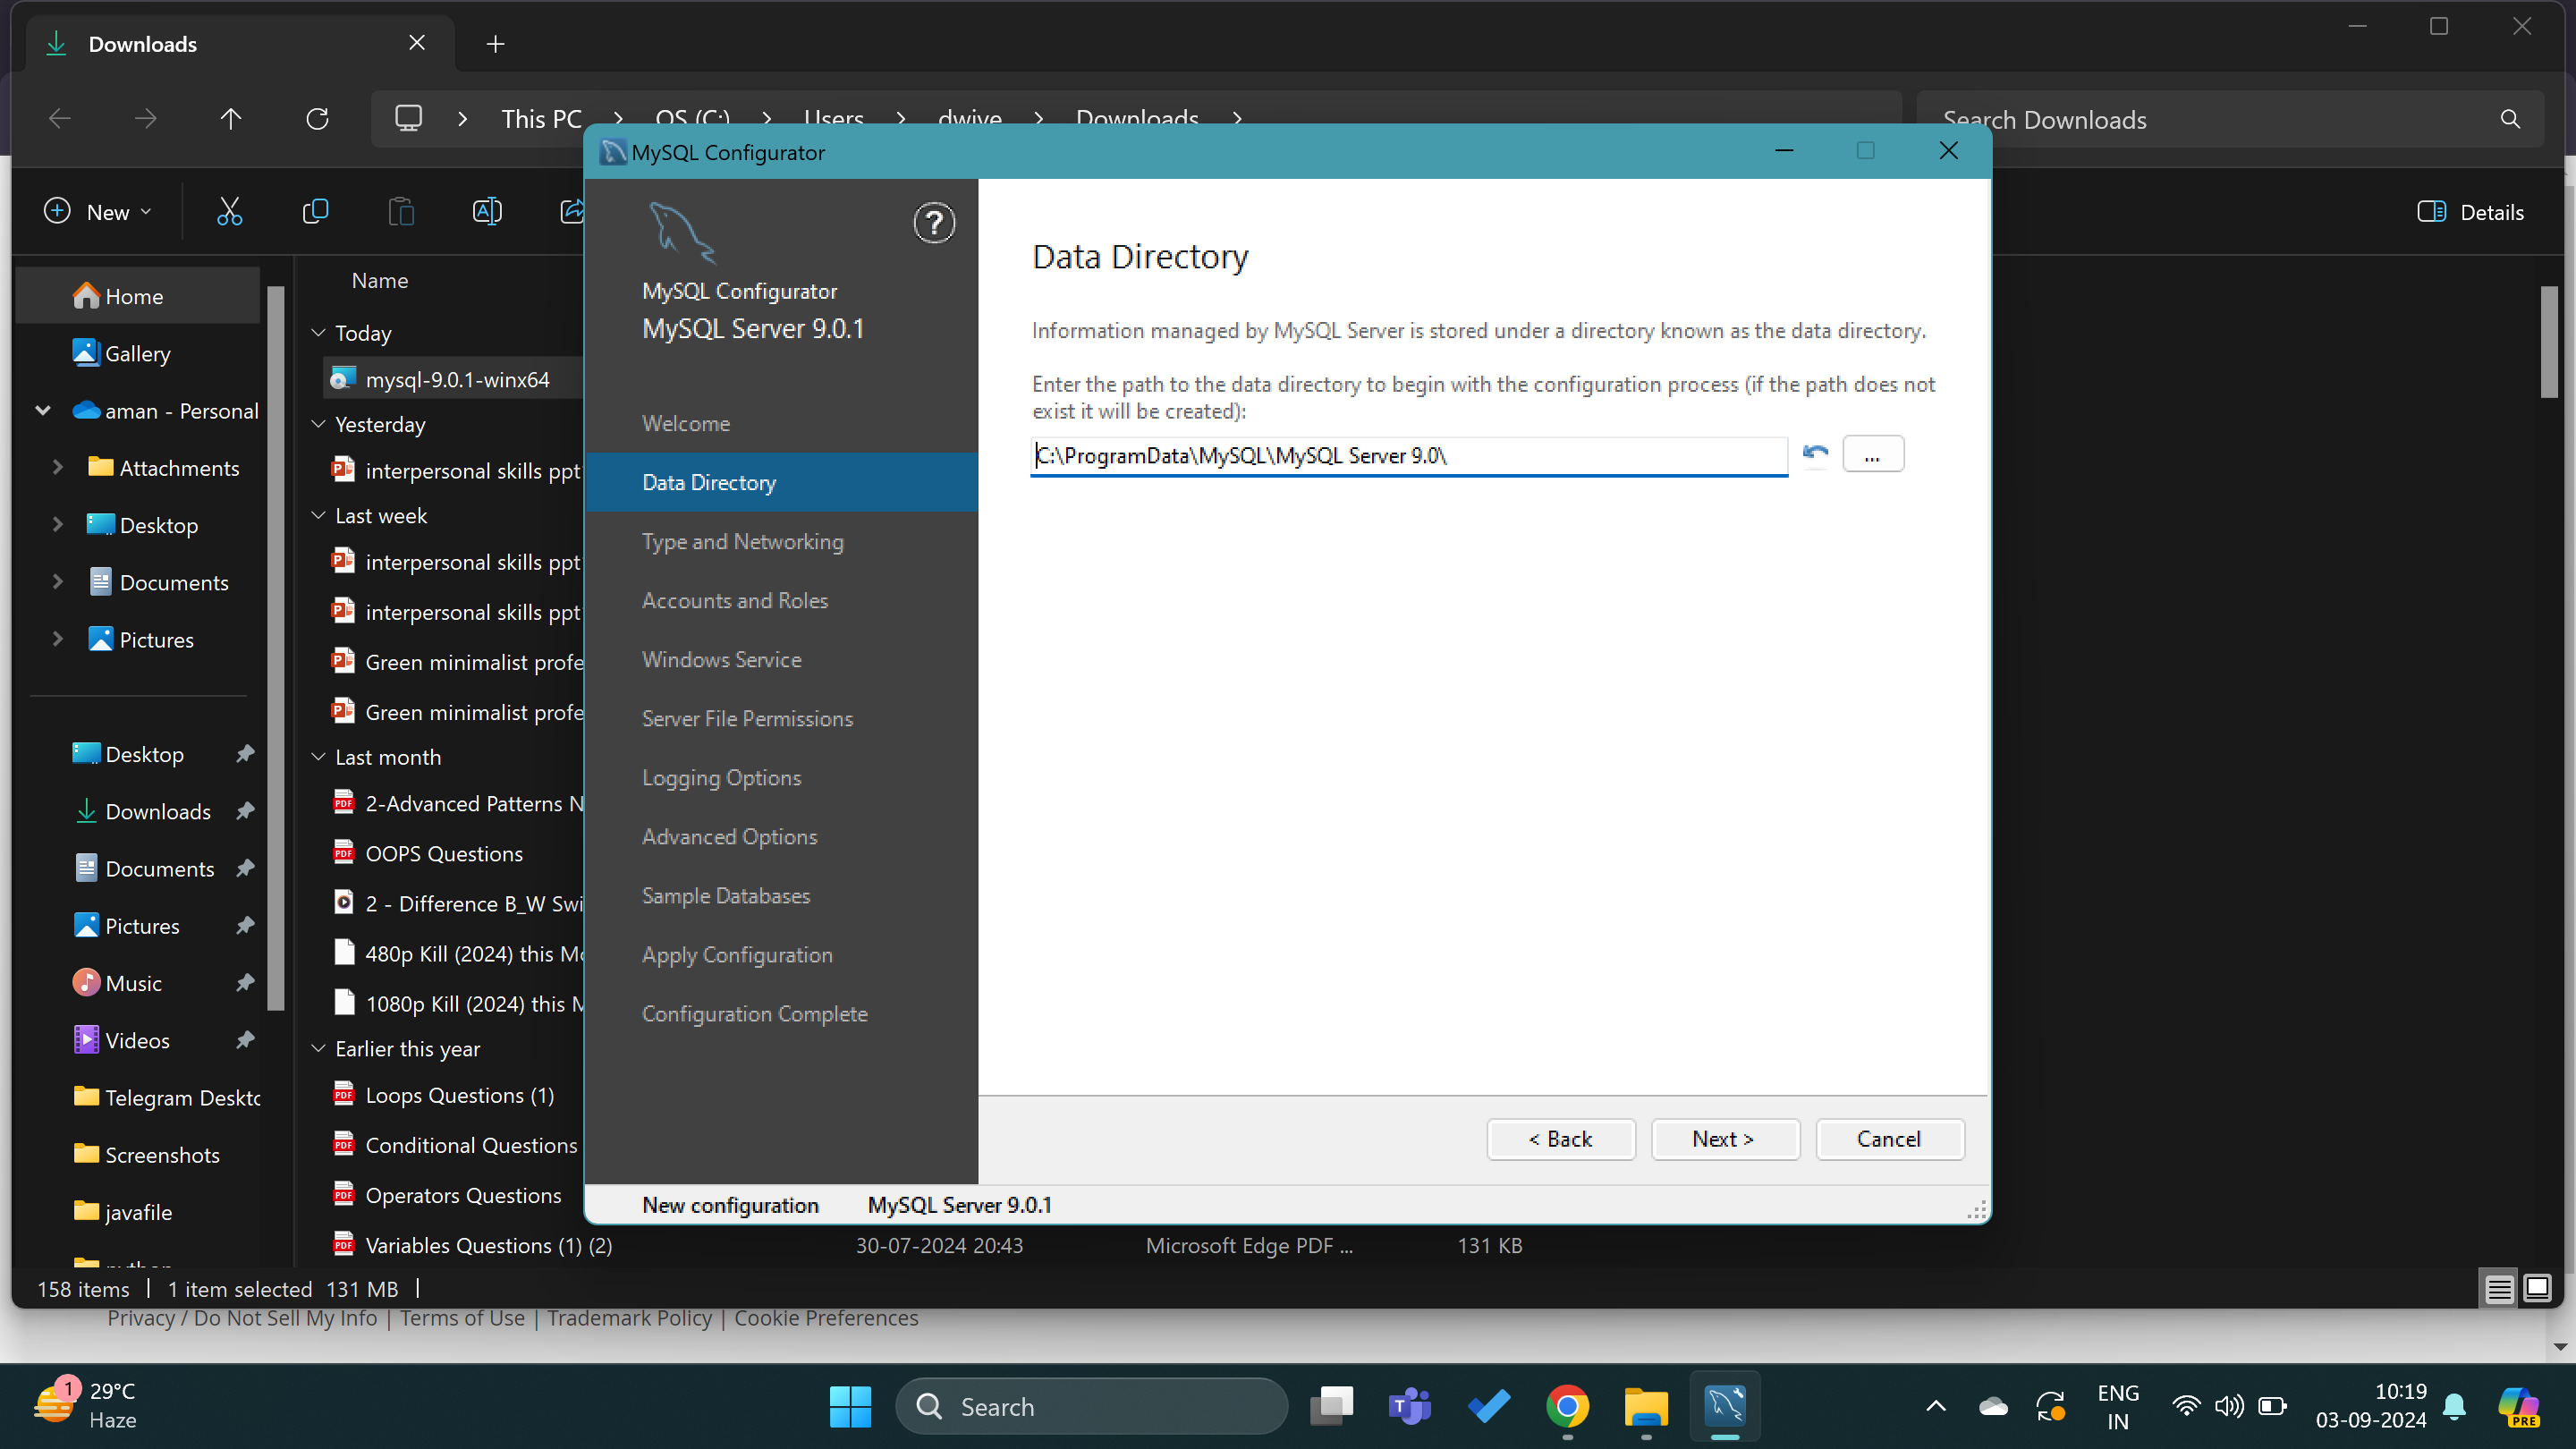 Downloads
This PC
OS (C:)
Users
dwive
Downloads
Search Downloads
New
Details
Home
Gallery
aman - Personal
Attachments
Desktop
Documents
Pictures
Desktop
Downloads
Documents
Pictures
Music
Videos
Telegram Deskto
Screenshots
javafile
python
Name
Today
mysql-9.0.1-winx64
Yesterday
interpersonal skills ppt
Last week
interpersonal skills ppt
interpersonal skills ppt
Green minimalist profe
Green minimalist profe
Last month
2-Advanced Patterns N
OOPS Questions
2 - Difference B_W Swi
480p Kill (2024) this Mo
1080p Kill (2024) this M
Earlier this year
Loops Questions (1)
Conditional Questions
Operators Questions
Variables Questions (1) (2) 30-07-2024 20:43 Microsoft Edge PDF ... 131 KB
158 items 1 item selected 131 MB
MySQL Configurator
?
MySQL Configurator
MySQL Server 9.0.1
Welcome
Data Directory
Type and Networking
Accounts and Roles
Windows Service
Server File Permissions
Logging Options
Advanced Options
Sample Databases
Apply Configuration
Configuration Complete
Data Directory
Information managed by MySQL Server is stored under a directory known as the data directory.
Enter the path to the data directory to begin with the configuration process (if the path does not
exist it will be created):
C:\ProgramData\MySQL\MySQL Server 9.0\
...
< Back
Next >
Cancel
New configuration MySQL Server 9.0.1
Privacy / Do Not Sell My Info | Terms of Use | Trademark Policy | Cookie Preferences
1
29°C
Haze
Search
ENG
IN
10:19
03-09-2024
PRE